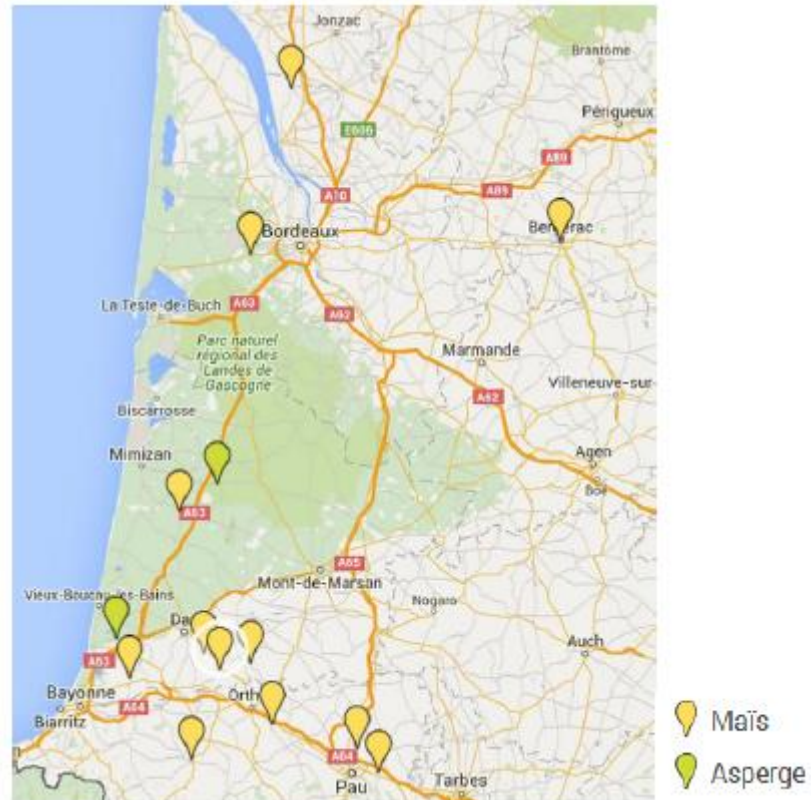 Jonzac
Brantôme
Périgueux
E606
A89
A10
A89
Bordeaux
La Teste-de-Buch
A63
A62
Parc naturel
régional des
Landes de
Gascogne
Marmande
Villeneuve-sur-
A62
Biscarrosse
Mimizan
Agen
Boé
A63
A65
Mont-de-Marsan
Vieux-Boucau-les-Bains
Nogaro
Auch
A63
Bayonne
Orth
A64
Biarritz
A64
Pau
Tarbes
Maïs
Asperge